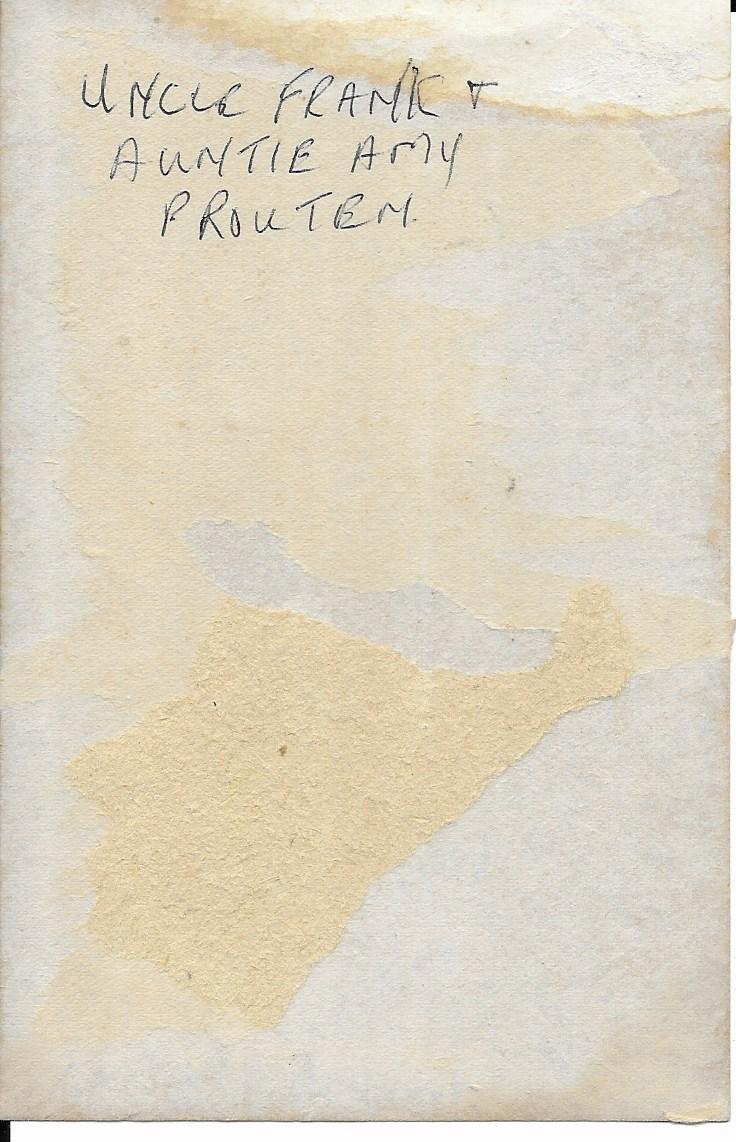 UNCLE FRANK +
AUNTIE AMY
PROUTEN.